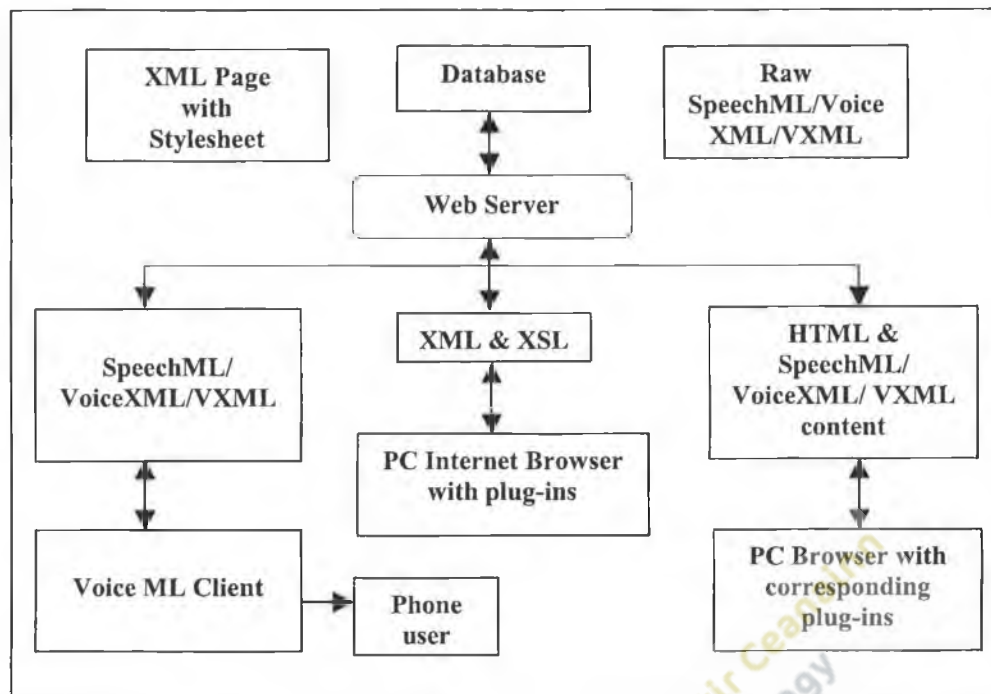 XML Page
with
Stylesheet
Database
Raw
SpeechML/Voice
XML/VXML
Web Server
SpeechML/
VoiceXML/VXML
XML & XSL
HTML &
SpeechML/
VoiceXML/ VXML
content
PC Internet Browser
with plug-ins
Voice ML Client
Phone
user
PC Browser with
corresponding
plug-ins